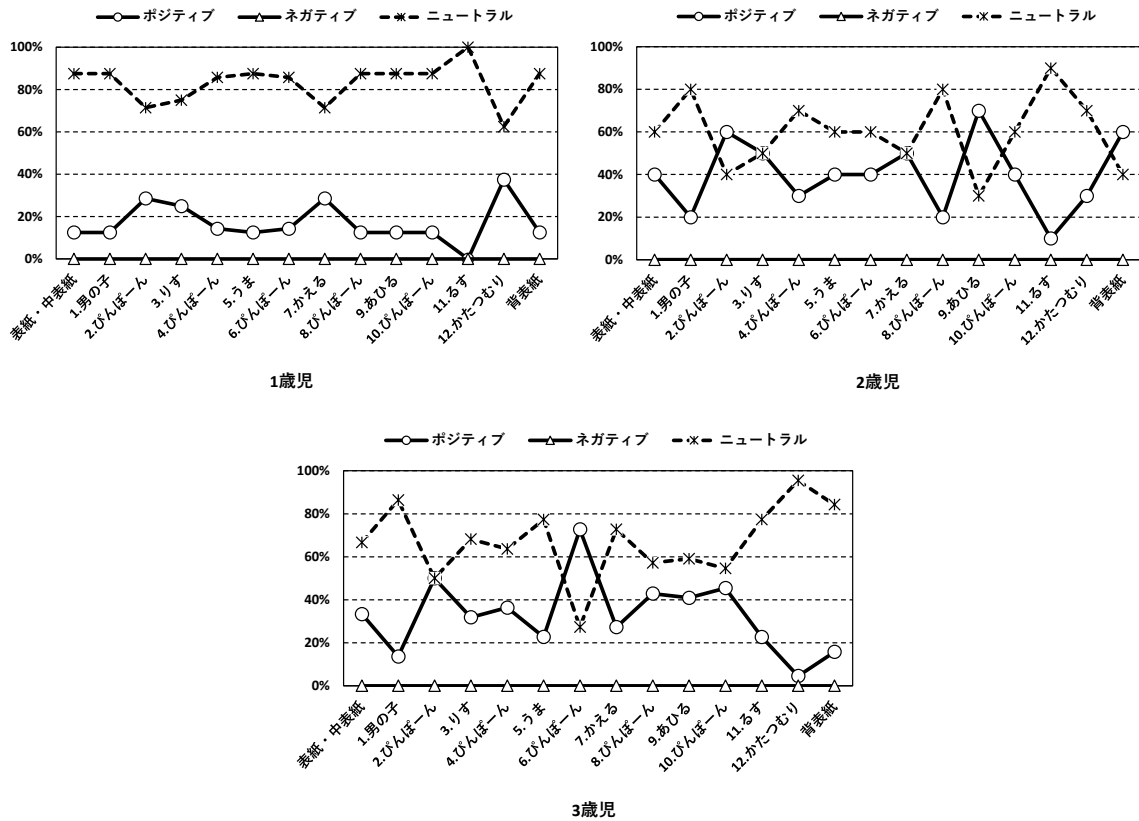 ポジティブ ネガティブ ニュートラル
100%
80%
60%
40%
20%
0%
表紙・中表紙
1.男の子
2.ぴんぽーん
3.りす
4.ぴんぽーん
5.うま
6.ぴんぽーん
7.かえる
8.ぴんぽーん
9.あひる
10.ぴんぽーん
11.るす
12.かたつむり
背表紙
1歳児
ポジティブ ネガティブ ニュートラル
100%
80%
60%
40%
20%
0%
表紙・中表紙
1.男の子
2.ぴんぽーん
3.りす
4.ぴんぽーん
5.うま
6.ぴんぽーん
7.かえる
8.ぴんぽーん
9.あひる
10.ぴんぽーん
11.るす
12.かたつむり
背表紙
2歳児
ポジティブ ネガティブ ニュートラル
100%
80%
60%
40%
20%
0%
表紙・中表紙
1.男の子
2.ぴんぽーん
3.りす
4.ぴんぽーん
5.うま
6.ぴんぽーん
7.かえる
8.ぴんぽーん
9.あひる
10.ぴんぽーん
11.るす
12.かたつむり
背表紙
3歳児